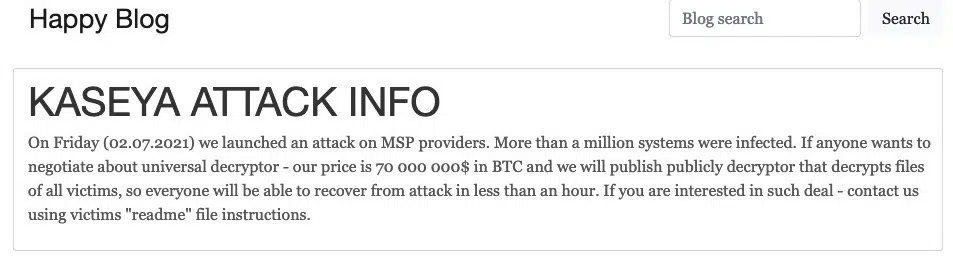 Happy Blog
Blog search
Search
KASEYA ATTACK INFO
On Friday (02.07.2021) we launched an attack on MSP providers. More than a million systems were infected. If anyone wants to
negotiate about universal decryptor - our price is 70 000 000$ in BTC and we will publish publicly decryptor that decrypts files
of all victims, so everyone will be able to recover from attack in less than an hour. If you are interested in such deal - contact us
using victims "readme" file instructions.